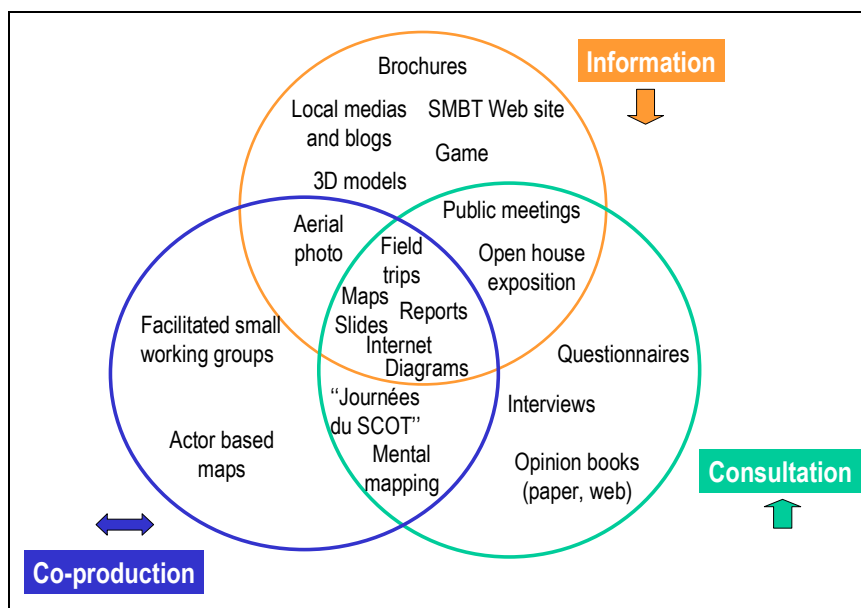 Brochures
Information
Local medias
and blogs
SMBT Web site
Game
3D models
Public meetings
Aerial
photo
Field
trips
Open house
exposition
Maps
Slides
Reports
Facilitated small
working groups
Internet
Diagrams
Questionnaires
‘‘Journées
du SCOT’’
Interviews
Actor based
maps
Mental
mapping
Opinion books
(paper, web)
Consultation
Co-production